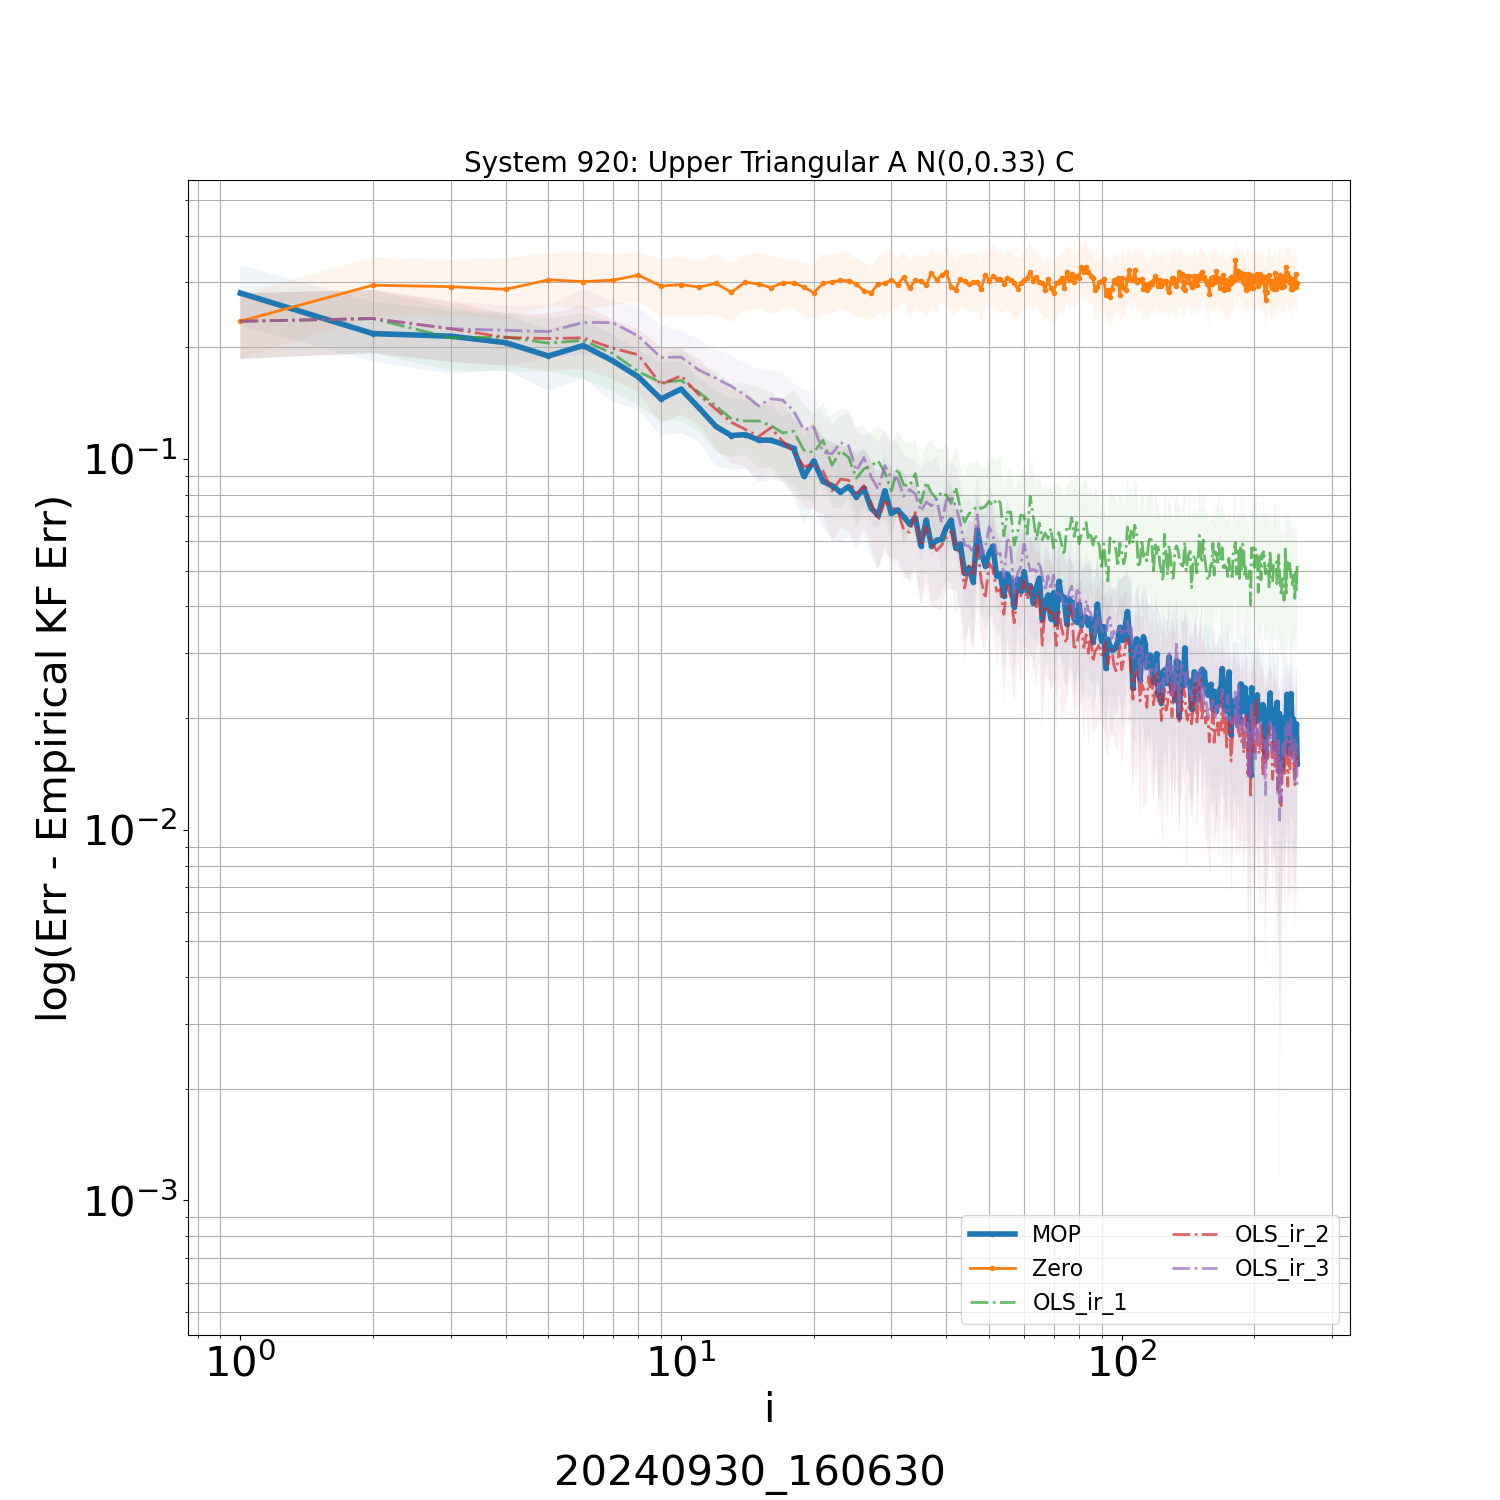 System 920: Upper Triangular A N(0,0.33) C
log(Err - Empirical KF Err)
10⁻¹
10⁻²
10⁻³
10⁰
10¹
10²
i
20240930_160630
MOP
Zero
OLS_ir_1
OLS_ir_2
OLS_ir_3